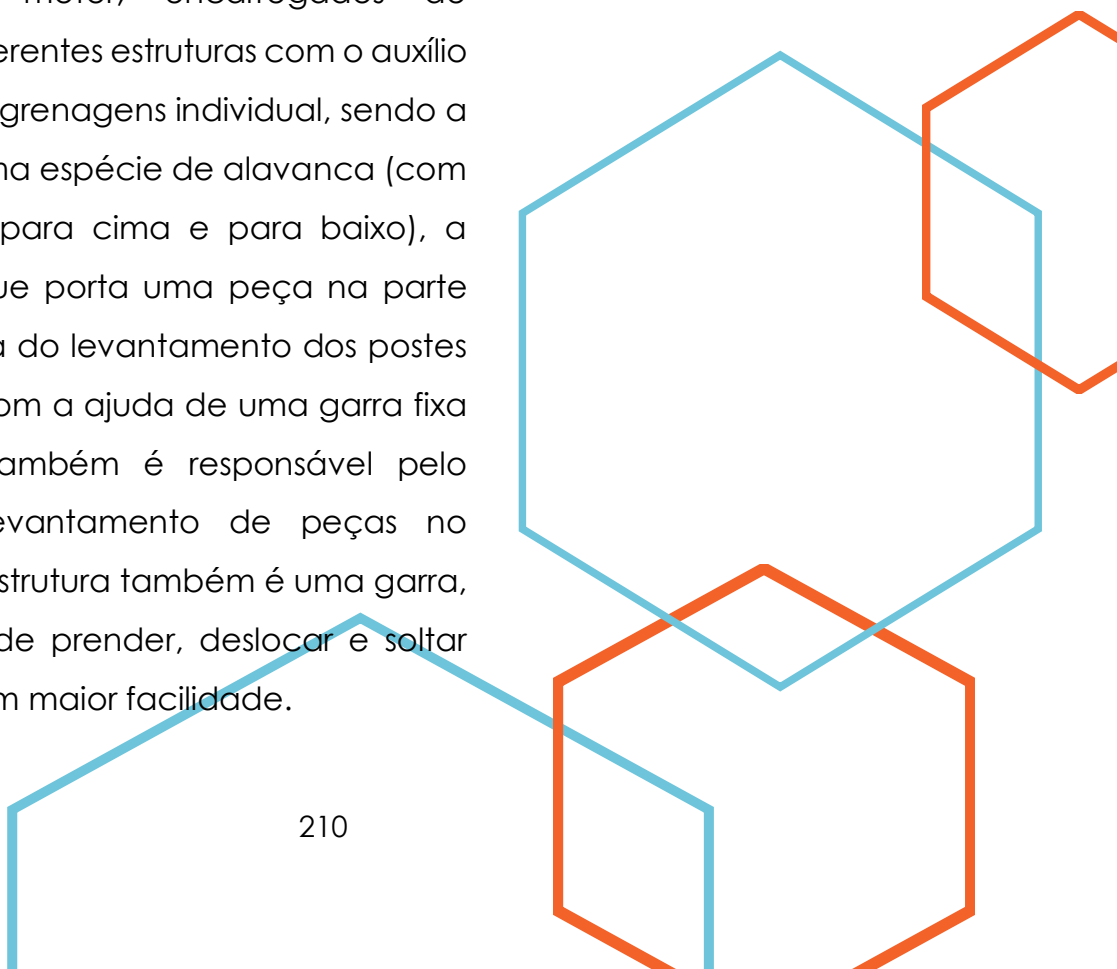 erentes estruturas com o auxílio
grenagens individual, sendo a
na espécie de alavanca (com
para cima e para baixo), a
ue porta uma peça na parte
a do levantamento dos postes
om a ajuda de uma garra fixa
ambém é responsável pelo
evantamento de peças no
strutura também é uma garra,
de prender, deslocar e soltar
m maior facilidade.
210